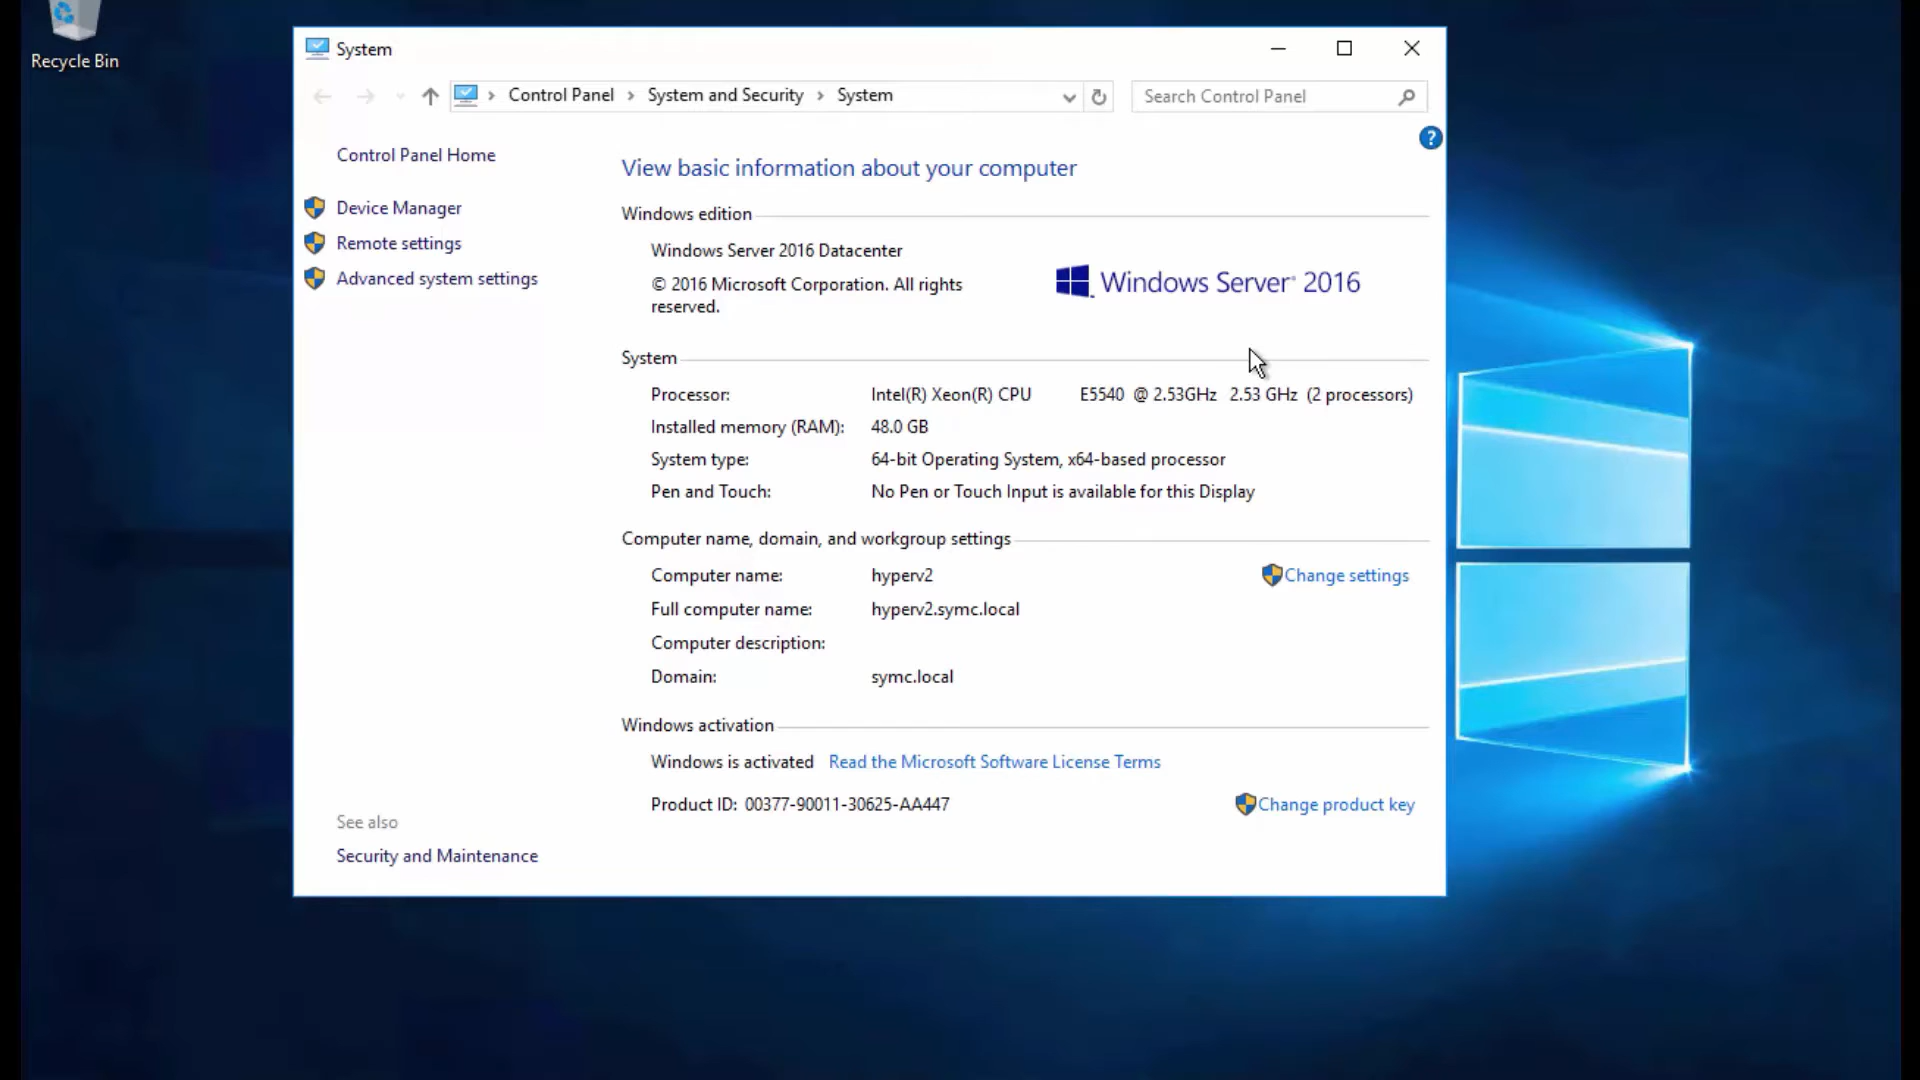 Recycle Bin
System
Control Panel > System and Security > System
Search Control Panel
?
Control Panel Home
Device Manager
Remote settings
Advanced system settings
View basic information about your computer
Windows edition
Windows Server 2016 Datacenter
© 2016 Microsoft Corporation. All rights
reserved.
Windows Server® 2016
System
Processor: Intel(R) Xeon(R) CPU E5540 @ 2.53GHz 2.53 GHz (2 processors)
Installed memory (RAM): 48.0 GB
System type: 64-bit Operating System, x64-based processor
Pen and Touch: No Pen or Touch Input is available for this Display
Computer name, domain, and workgroup settings
Computer name: hyperv2 Change settings
Full computer name: hyperv2.symc.local
Computer description:
Domain: symc.local
Windows activation
Windows is activated Read the Microsoft Software License Terms
Product ID: 00377-90011-30625-AA447 Change product key
See also
Security and Maintenance